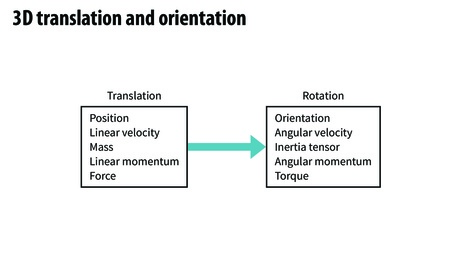 3D translation and orientation
Translation
Position
Linear velocity
Mass
Linear momentum
Force
Rotation
Orientation
Angular velocity
Inertia tensor
Angular momentum
Torque